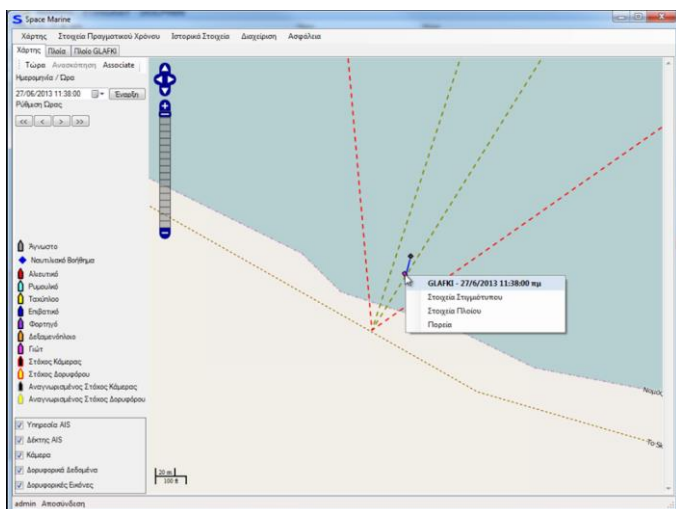 Space Marine
Χάρτης Στοιχεία Πραγματικού Χρόνου Ιστορικά Στοιχεία Διαχείριση Ασφάλεια
Χάρτης Πλοία Πλοίο GLAFKI
Τώρα Ανασκόπηση Associate
Ημερομηνία / Ώρα
27/06/2013 11:38:00 Έναρξη
Ρύθμιση Ώρας
<< < > >>
GLAFKI - 27/6/2013 11:38:00 πμ
Στοιχεία Στιγμιότυπου
Στοιχεία Πλοίου
Πορεία
Άγνωστο
Ναυτιλιακό Βοήθημα
Αλιευτικό
Ρυμουλκό
Ταχύπλοο
Επιβατικό
Φορτηγό
Δεξαμενόπλοιο
Γιώτ
Στόχος Κάμερας
Στόχος Δορυφόρου
Αναγνωρισμένος Στόχος Κάμερας
Αναγνωρισμένος Στόχος Δορυφόρου
Νομός
Υπηρεσία AIS
Δέκτης AIS
Κάμερα
Δορυφορικά Δεδομένα
Δορυφορικές Εικόνες
20 m
100 ft
admin Αποσύνδεση